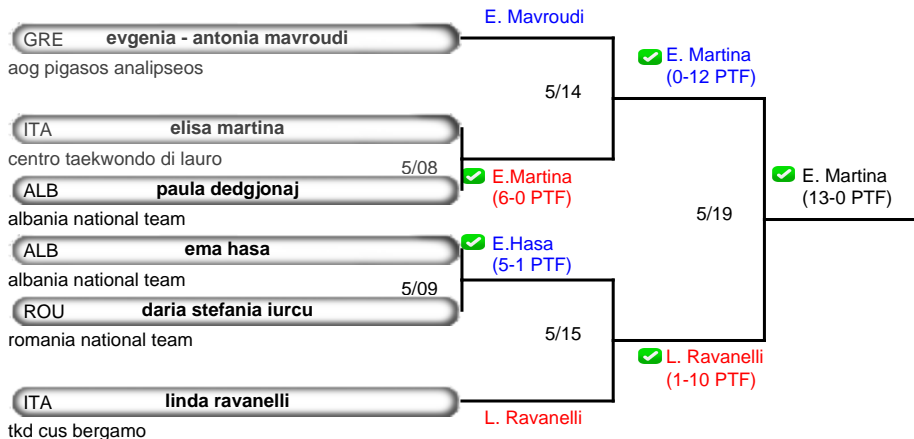 E. Mavroudi
GRE evgenia - antonia mavroudi
aog pigasos analipseos
E. Martina
(0-12 PTF)
5/14
ITA elisa martina
centro taekwondo di lauro
5/08
E.Martina
(6-0 PTF)
ALB paula dedgjonaj
albania national team
E. Martina
(13-0 PTF)
5/19
ALB ema hasa
albania national team
E.Hasa
(5-1 PTF)
5/09
ROU daria stefania iurcu
romania national team
5/15
L. Ravanelli
(1-10 PTF)
ITA linda ravanelli
tkd cus bergamo
L. Ravanelli